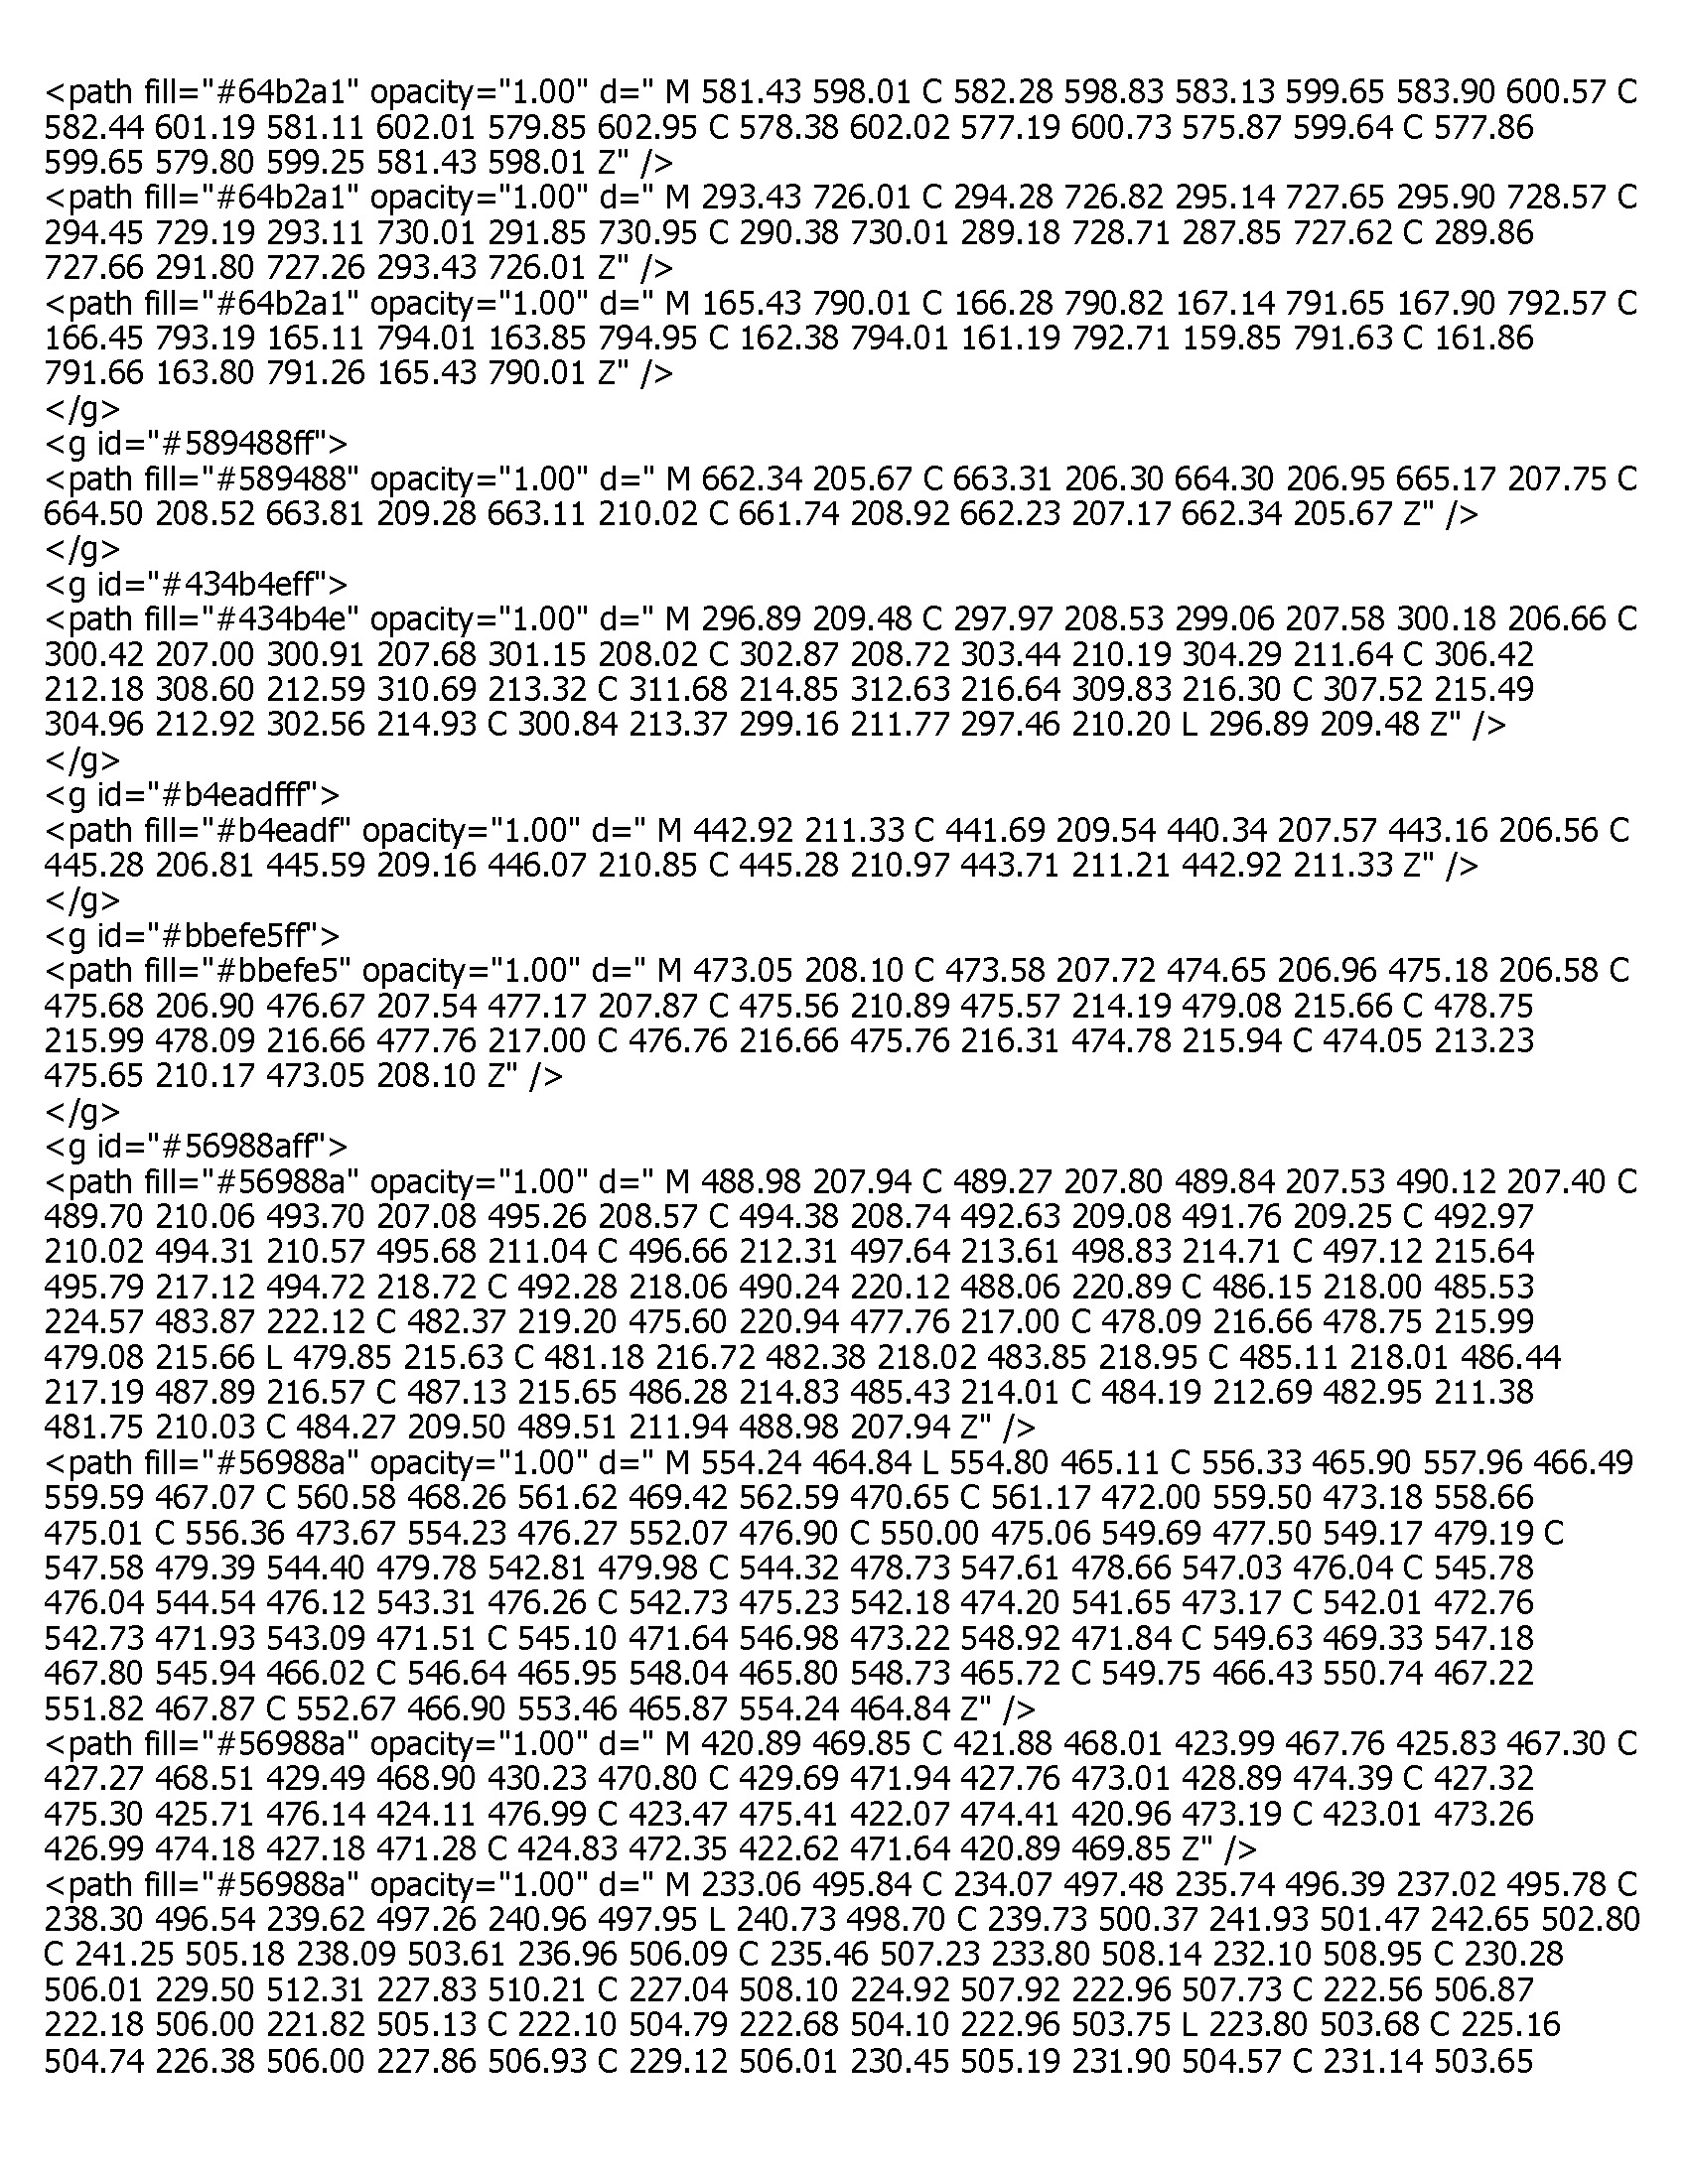 <path fill="#64b2a1" opacity="1.00" d=" M 581.43 598.01 C 582.28 598.83 583.13 599.65 583.90 600.57 C
582.44 601.19 581.11 602.01 579.85 602.95 C 578.38 602.02 577.19 600.73 575.87 599.64 C 577.86
599.65 579.80 599.25 581.43 598.01 Z" />
<path fill="#64b2a1" opacity="1.00" d=" M 293.43 726.01 C 294.28 726.82 295.14 727.65 295.90 728.57 C
294.45 729.19 293.11 730.01 291.85 730.95 C 290.38 730.01 289.18 728.71 287.85 727.62 C 289.86
727.66 291.80 727.26 293.43 726.01 Z" />
<path fill="#64b2a1" opacity="1.00" d=" M 165.43 790.01 C 166.28 790.82 167.14 791.65 167.90 792.57 C
166.45 793.19 165.11 794.01 163.85 794.95 C 162.38 794.01 161.19 792.71 159.85 791.63 C 161.86
791.66 163.80 791.26 165.43 790.01 Z" />
</g>
<g id="#589488ff">
<path fill="#589488" opacity="1.00" d=" M 662.34 205.67 C 663.31 206.30 664.30 206.95 665.17 207.75 C
664.50 208.52 663.81 209.28 663.11 210.02 C 661.74 208.92 662.23 207.17 662.34 205.67 Z" />
</g>
<g id="#434b4eff">
<path fill="#434b4e" opacity="1.00" d=" M 296.89 209.48 C 297.97 208.53 299.06 207.58 300.18 206.66 C
300.42 207.00 300.91 207.68 301.15 208.02 C 302.87 208.72 303.44 210.19 304.29 211.64 C 306.42
212.18 308.60 212.59 310.69 213.32 C 311.68 214.85 312.63 216.64 309.83 216.30 C 307.52 215.49
304.96 212.92 302.56 214.93 C 300.84 213.37 299.16 211.77 297.46 210.20 L 296.89 209.48 Z" />
</g>
<g id="#b4eadfff">
<path fill="#b4eadf" opacity="1.00" d=" M 442.92 211.33 C 441.69 209.54 440.34 207.57 443.16 206.56 C
445.28 206.81 445.59 209.16 446.07 210.85 C 445.28 210.97 443.71 211.21 442.92 211.33 Z" />
</g>
<g id="#bbefe5ff">
<path fill="#bbefe5" opacity="1.00" d=" M 473.05 208.10 C 473.58 207.72 474.65 206.96 475.18 206.58 C
475.68 206.90 476.67 207.54 477.17 207.87 C 475.56 210.89 475.57 214.19 479.08 215.66 C 478.75
215.99 478.09 216.66 477.76 217.00 C 476.76 216.66 475.76 216.31 474.78 215.94 C 474.05 213.23
475.65 210.17 473.05 208.10 Z" />
</g>
<g id="#56988aff">
<path fill="#56988a" opacity="1.00" d=" M 488.98 207.94 C 489.27 207.80 489.84 207.53 490.12 207.40 C
489.70 210.06 493.70 207.08 495.26 208.57 C 494.38 208.74 492.63 209.08 491.76 209.25 C 492.97
210.02 494.31 210.57 495.68 211.04 C 496.66 212.31 497.64 213.61 498.83 214.71 C 497.12 215.64
495.79 217.12 494.72 218.72 C 492.28 218.06 490.24 220.12 488.06 220.89 C 486.15 218.00 485.53
224.57 483.87 222.12 C 482.37 219.20 475.60 220.94 477.76 217.00 C 478.09 216.66 478.75 215.99
479.08 215.66 L 479.85 215.63 C 481.18 216.72 482.38 218.02 483.85 218.95 C 485.11 218.01 486.44
217.19 487.89 216.57 C 487.13 215.65 486.28 214.83 485.43 214.01 C 484.19 212.69 482.95 211.38
481.75 210.03 C 484.27 209.50 489.51 211.94 488.98 207.94 Z" />
<path fill="#56988a" opacity="1.00" d=" M 554.24 464.84 L 554.80 465.11 C 556.33 465.90 557.96 466.49
559.59 467.07 C 560.58 468.26 561.62 469.42 562.59 470.65 C 561.17 472.00 559.50 473.18 558.66
475.01 C 556.36 473.67 554.23 476.27 552.07 476.90 C 550.00 475.06 549.69 477.50 549.17 479.19 C
547.58 479.39 544.40 479.78 542.81 479.98 C 544.32 478.73 547.61 478.66 547.03 476.04 C 545.78
476.04 544.54 476.12 543.31 476.26 C 542.73 475.23 542.18 474.20 541.65 473.17 C 542.01 472.76
542.73 471.93 543.09 471.51 C 545.10 471.64 546.98 473.22 548.92 471.84 C 549.63 469.33 547.18
467.80 545.94 466.02 C 546.64 465.95 548.04 465.80 548.73 465.72 C 549.75 466.43 550.74 467.22
551.82 467.87 C 552.67 466.90 553.46 465.87 554.24 464.84 Z" />
<path fill="#56988a" opacity="1.00" d=" M 420.89 469.85 C 421.88 468.01 423.99 467.76 425.83 467.30 C
427.27 468.51 429.49 468.90 430.23 470.80 C 429.69 471.94 427.76 473.01 428.89 474.39 C 427.32
475.30 425.71 476.14 424.11 476.99 C 423.47 475.41 422.07 474.41 420.96 473.19 C 423.01 473.26
426.99 474.18 427.18 471.28 C 424.83 472.35 422.62 471.64 420.89 469.85 Z" />
<path fill="#56988a" opacity="1.00" d=" M 233.06 495.84 C 234.07 497.48 235.74 496.39 237.02 495.78 C
238.30 496.54 239.62 497.26 240.96 497.95 L 240.73 498.70 C 239.73 500.37 241.93 501.47 242.65 502.80
C 241.25 505.18 238.09 503.61 236.96 506.09 C 235.46 507.23 233.80 508.14 232.10 508.95 C 230.28
506.01 229.50 512.31 227.83 510.21 C 227.04 508.10 224.92 507.92 222.96 507.73 C 222.56 506.87
222.18 506.00 221.82 505.13 C 222.10 504.79 222.68 504.10 222.96 503.75 L 223.80 503.68 C 225.16
504.74 226.38 506.00 227.86 506.93 C 229.12 506.01 230.45 505.19 231.90 504.57 C 231.14 503.65